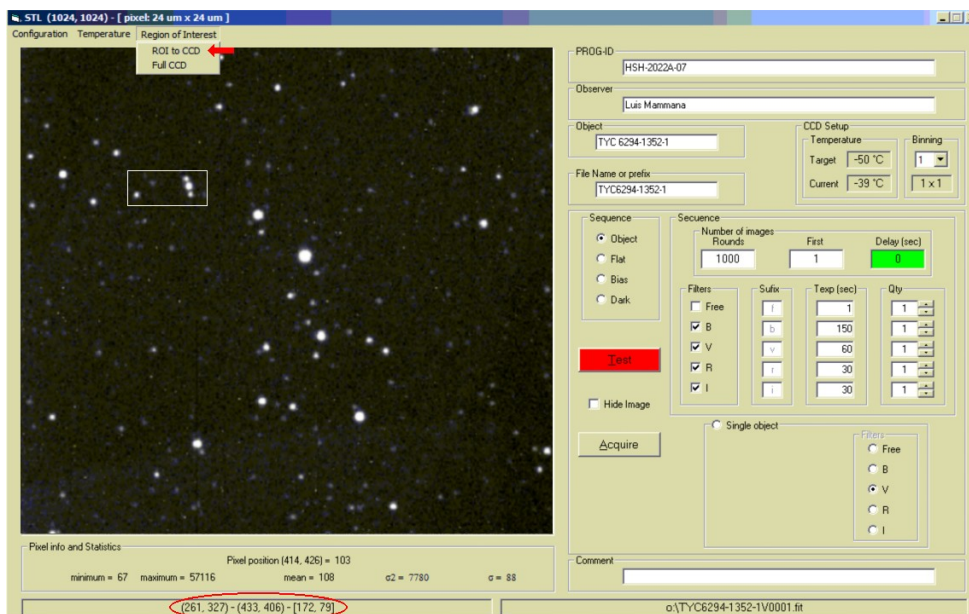 STL (1024, 1024) - [ pixel: 24 um x 24 um ]
Configuration Temperature Region of Interest
ROI to CCD
Full CCD
PROG-ID
HSH-2022A-07
Observer
Luis Mammana
Object
TYC 6294-1352-1
File Name or prefix
TYC6294-1352-1
CCD Setup
Temperature
Target -50 °C
Current -39 °C
Binning
1
1 x 1
Sequence
Object
Flat
Bias
Dark
Test
Hide Image
Acquire
Secuence
Number of images
Rounds First Delay (sec)
1000 1 0
Filters Sufix Texp (sec) Qty
Free f 1 1
B b 150 1
V v 60 1
R r 30 1
I i 30 1
Single object
Filters
Free
B
V
R
I
Pixel info and Statistics
Pixel position (414, 426) = 103
minimum = 67 maximum = 57116 mean = 108 σ2 = 7780 σ = 88
Comment
(261, 327) - (433, 406) - [172, 79]
o:\TYC6294-1352-1V0001.fit